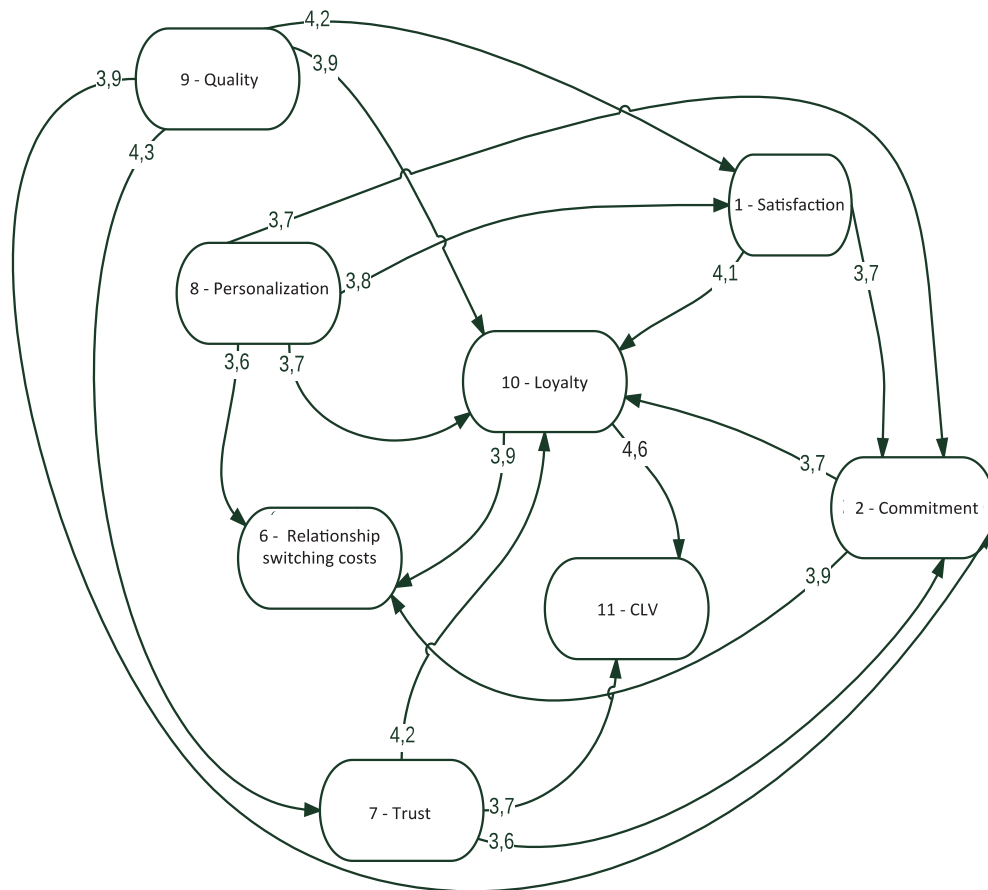 4,2
3,9
3,9
9 - Quality
4,3
1 - Satisfaction
3,7
3,8
4,1
3,7
8 - Personalization
3,6
3,7
10 - Loyalty
3,9
4,6
3,7
2 - Commitment
6 - Relationship
switching costs
3,9
11 - CLV
4,2
7 - Trust
3,7
3,6